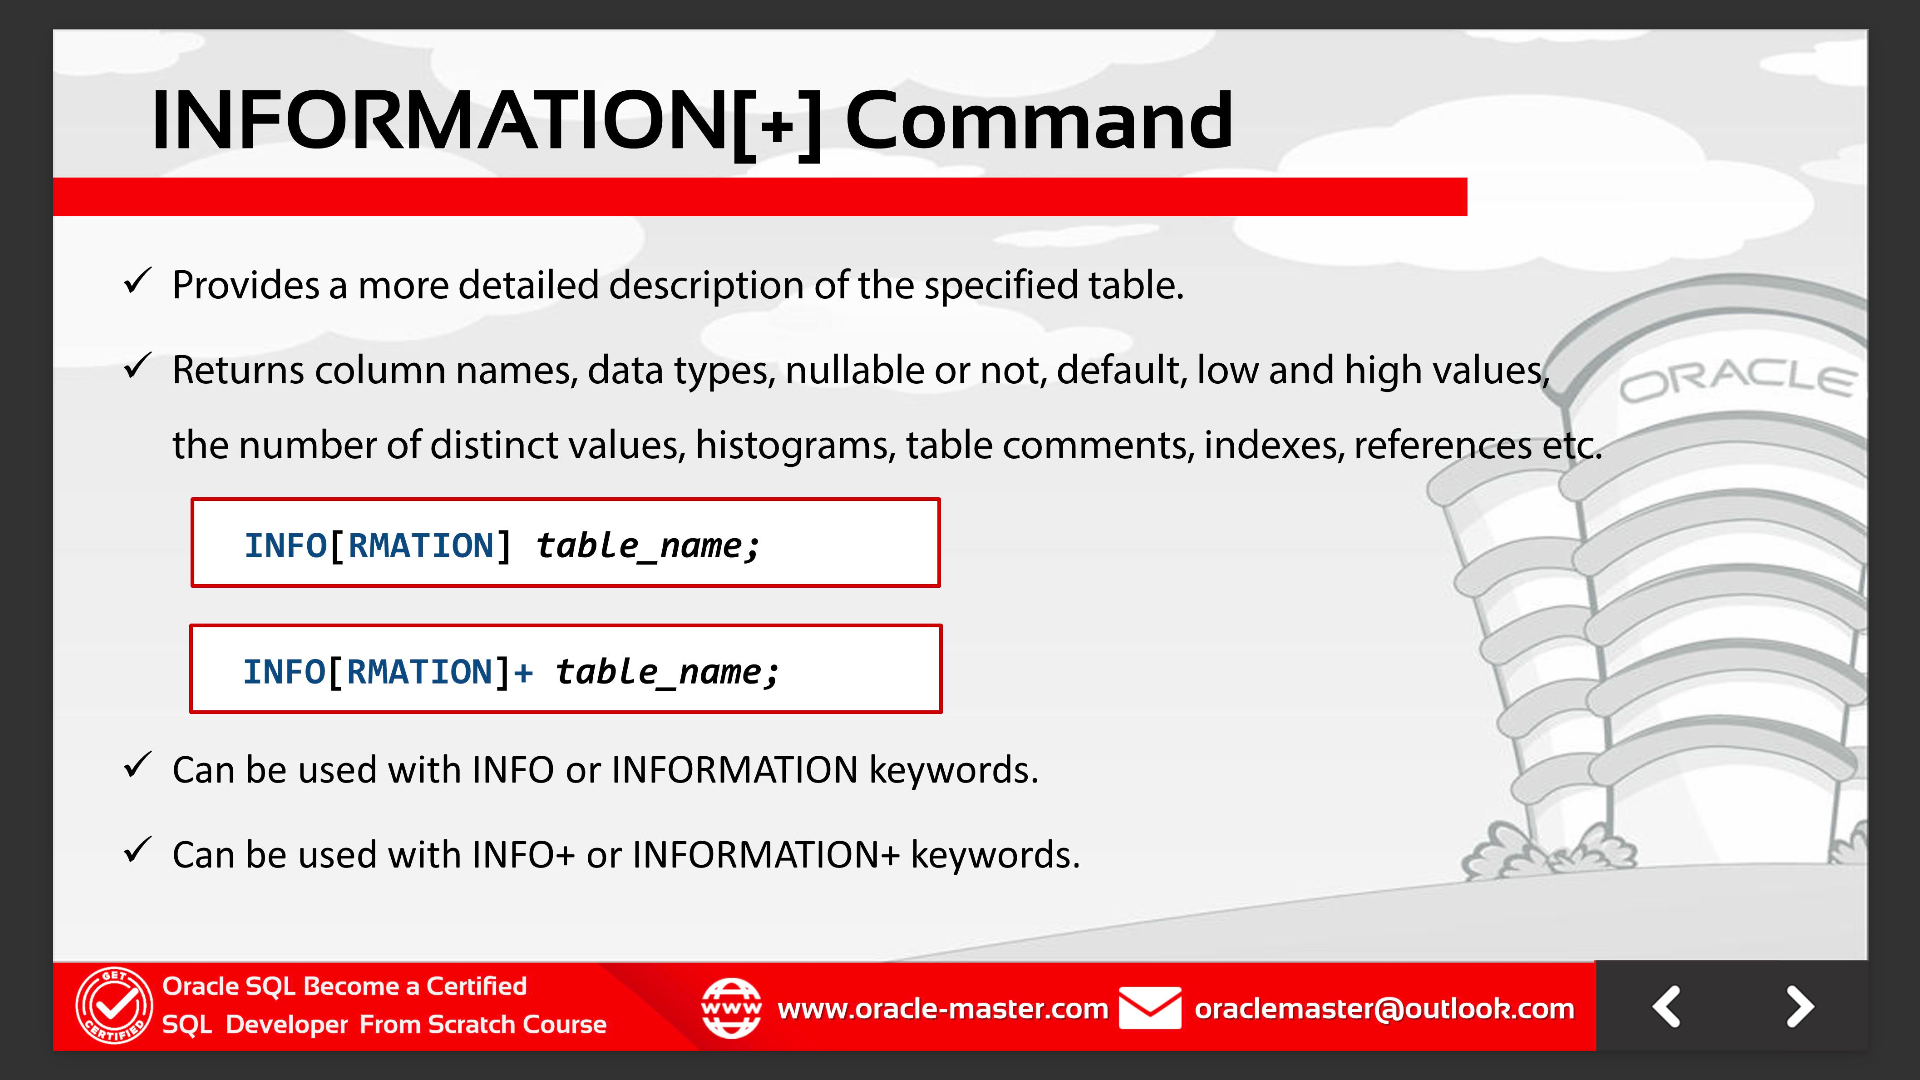 INFORMATION[+] Command
✓ Provides a more detailed description of the specified table.
✓ Returns column names, data types, nullable or not, default, low and high values,
the number of distinct values, histograms, table comments, indexes, references etc.
ORACLE
INFO[RMATION] table_name;
INFO[RMATION]+ table_name;
✓ Can be used with INFO or INFORMATION keywords.
✓ Can be used with INFO+ or INFORMATION+ keywords.
GET CERTIFIED
Oracle SQL Become a Certified
SQL Developer From Scratch Course
www
www.oracle-master.com
oraclemaster@outlook.com